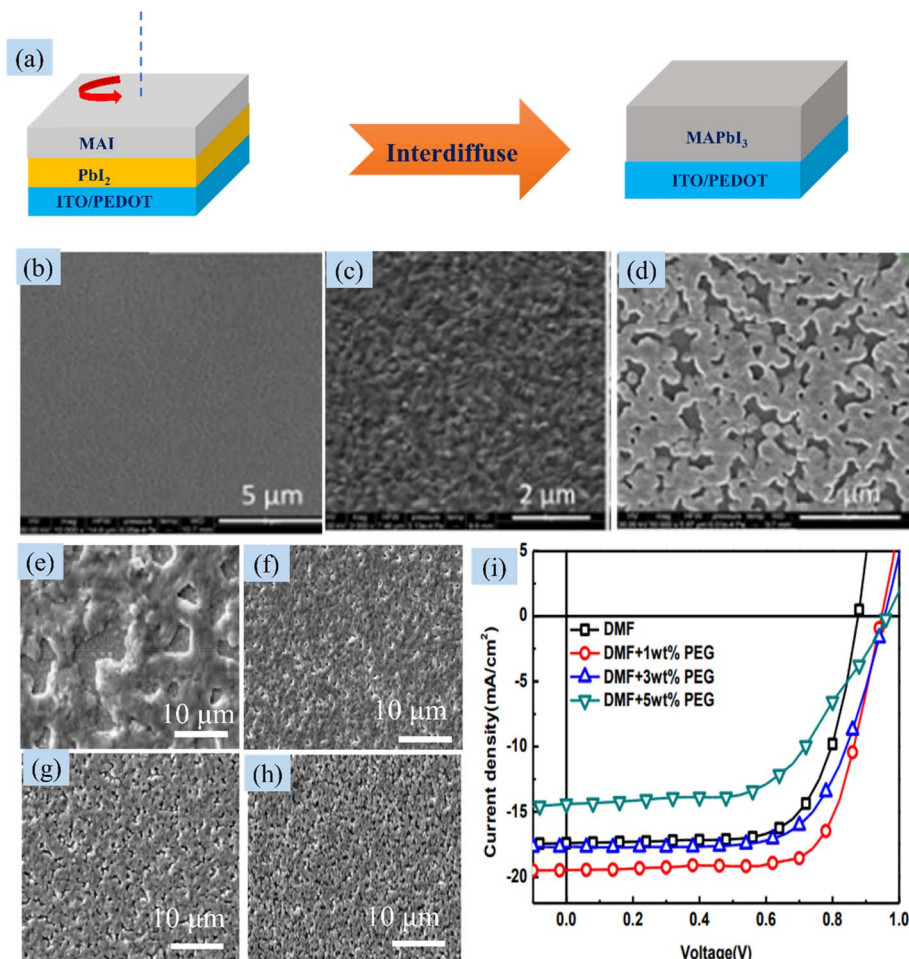 (a)
MAI
PbI₂
ITO/PEDOT
Interdiffuse
MAPbI₃
ITO/PEDOT
(b)
5 μm
(c)
2 μm
(d)
2 μm
(e)
10 μm
(f)
10 μm
(g)
10 μm
(h)
10 μm
(i)
Current density(mA/cm²)
5
0
-5
-10
-15
-20
DMF
DMF+1wt% PEG
DMF+3wt% PEG
DMF+5wt% PEG
0.0 0.2 0.4 0.6 0.8 1.0
Voltage(V)